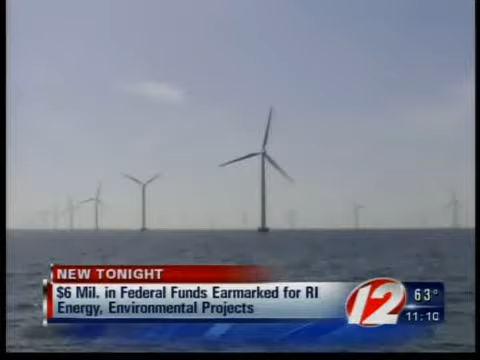 NEW TONIGHT
$6 Mil. in Federal Funds Earmarked for RI
Energy, Environmental Projects
12
63°
11:10